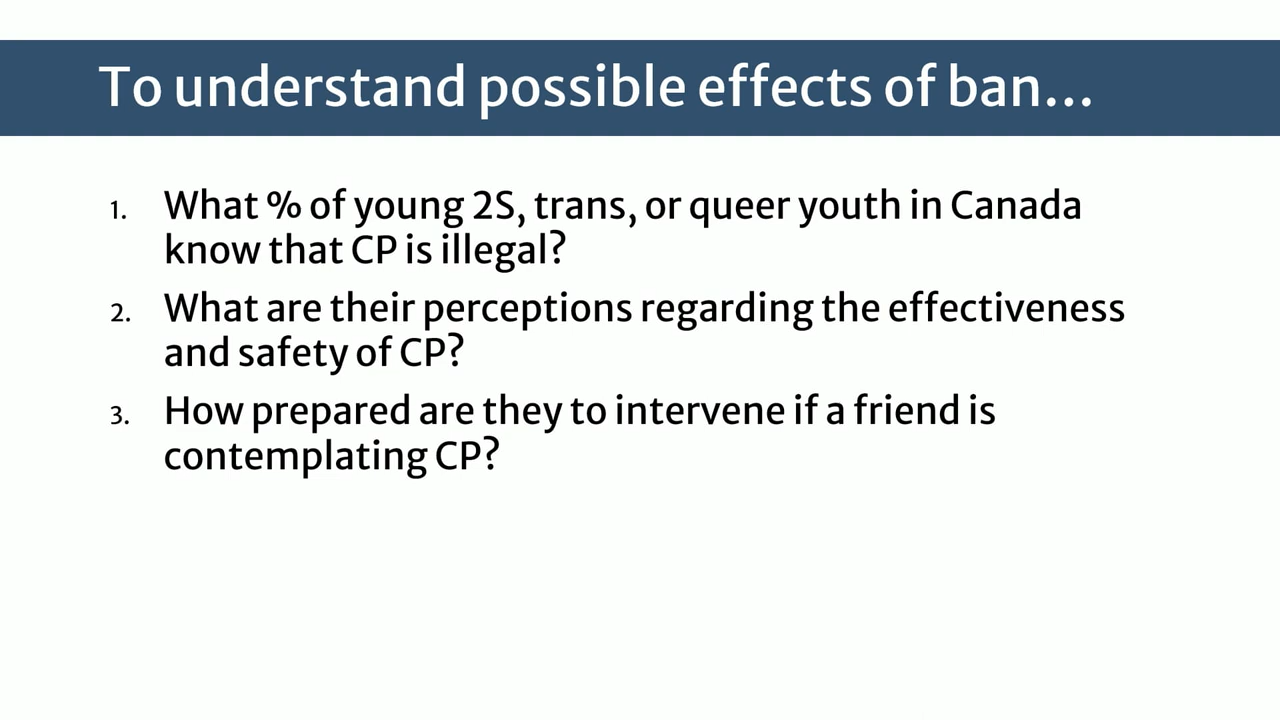 To understand possible effects of ban...
1. What % of young 2S, trans, or queer youth in Canada
know that CP is illegal?
2. What are their perceptions regarding the effectiveness
and safety of CP?
3. How prepared are they to intervene if a friend is
contemplating CP?